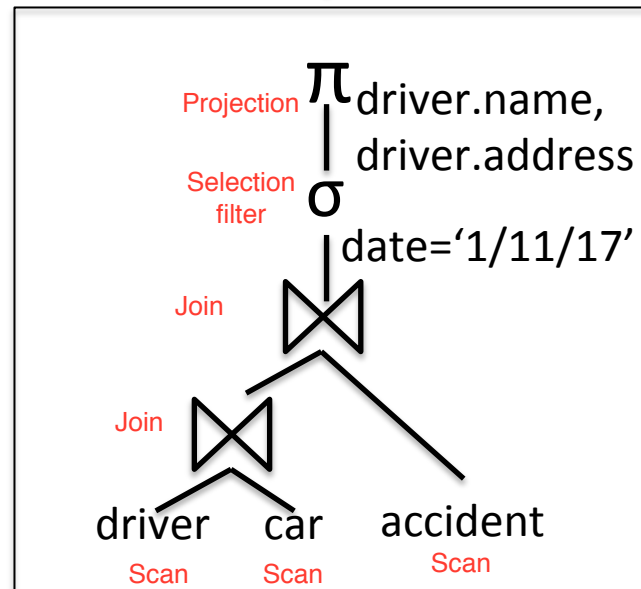 Projection π driver.name,
driver.address
Selection
filter σ
date=‘1/11/17’
Join
Join
driver car accident
Scan Scan Scan